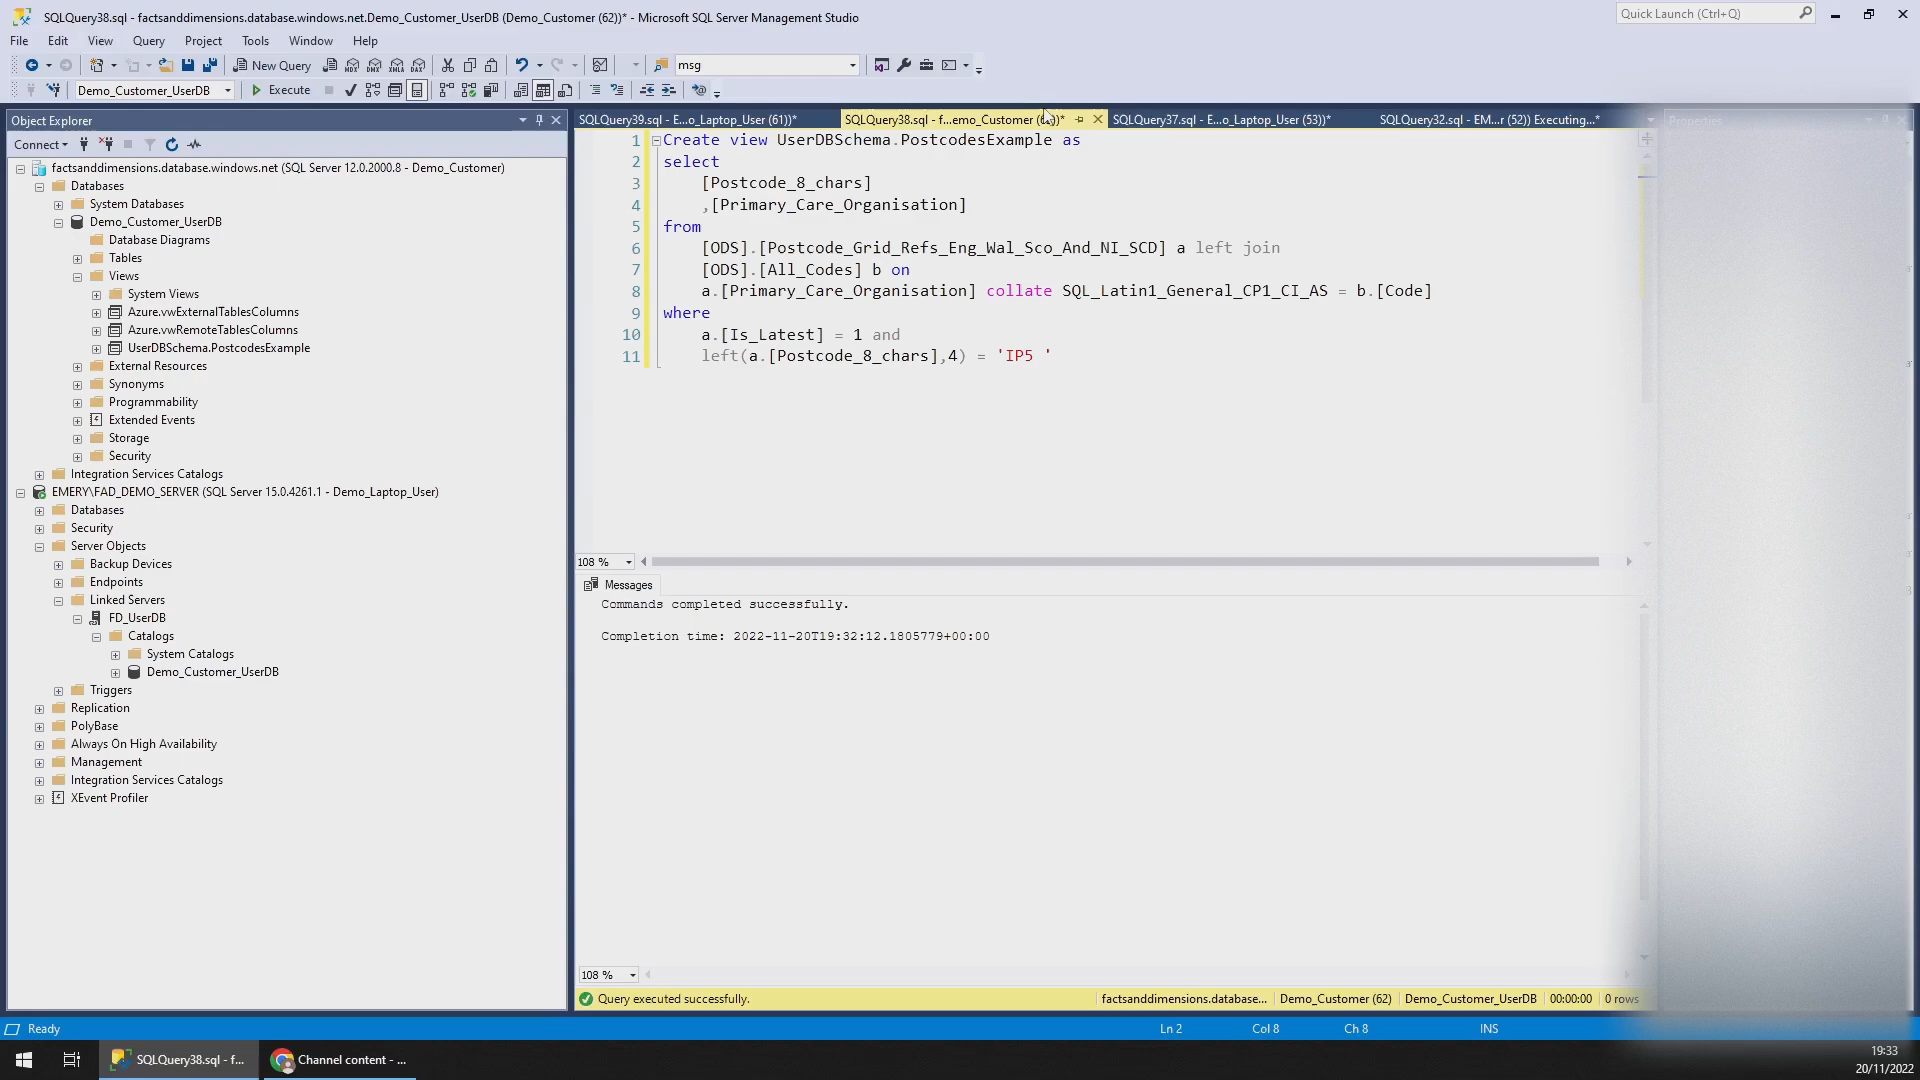 SQLQuery38.sql - factsanddimensions.database.windows.net.Demo_Customer_UserDB (Demo_Customer (62))* - Microsoft SQL Server Management Studio
Quick Launch (Ctrl+Q)
File Edit View Query Project Tools Window Help
New Query
msg
Demo_Customer_UserDB
Execute
Object Explorer
Connect
factsanddimensions.database.windows.net (SQL Server 12.0.2000.8 - Demo_Customer)
Databases
System Databases
Demo_Customer_UserDB
Database Diagrams
Tables
Views
System Views
Azure.vwExternalTablesColumns
Azure.vwRemoteTablesColumns
UserDBSchema.PostcodesExample
External Resources
Synonyms
Programmability
Extended Events
Storage
Security
Integration Services Catalogs
EMERY\FAD_DEMO_SERVER (SQL Server 15.0.4261.1 - Demo_Laptop_User)
Databases
Security
Server Objects
Backup Devices
Endpoints
Linked Servers
FD_UserDB
Catalogs
System Catalogs
Demo_Customer_UserDB
Triggers
Replication
PolyBase
Always On High Availability
Management
Integration Services Catalogs
XEvent Profiler
SQLQuery39.sql - E...o_Laptop_User (61))*
SQLQuery38.sql - f...emo_Customer
SQLQuery37.sql - E...o_Laptop_User (53))*
SQLQuery32.sql - EM...r (52)) Executing...*
Properties
1 Create view UserDBSchema.PostcodesExample as
2 select
3 [Postcode_8_chars]
4 ,[Primary_Care_Organisation]
5 from
6 [ODS].[Postcode_Grid_Refs_Eng_Wal_Sco_And_NI_SCD] a left join
7 [ODS].[All_Codes] b on
8 a.[Primary_Care_Organisation] collate SQL_Latin1_General_CP1_CI_AS = b.[Code]
9 where
10 a.[Is_Latest] = 1 and
11 left(a.[Postcode_8_chars],4) = 'IP5 '
108 %
Messages
Commands completed successfully.
Completion time: 2022-11-20T19:32:12.1805779+00:00
108 %
Query executed successfully.
factsanddimensions.database... Demo_Customer (62) Demo_Customer_UserDB 00:00:00 0 rows
Ready
Ln 2 Col 8 Ch 8 INS
SQLQuery38.sql - f...
Channel content - ...
19:33
20/11/2022